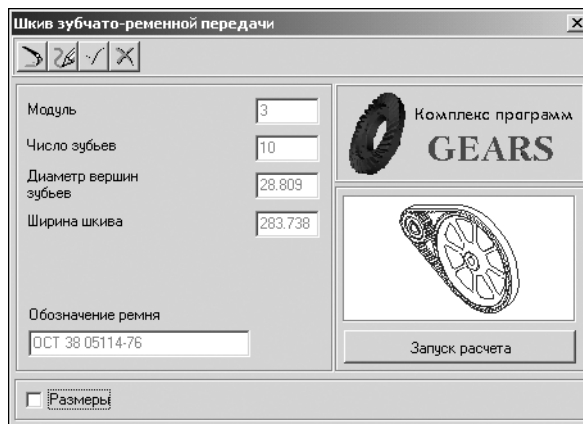 Шкив зубчато-ременной передачи
Модуль
3
Число зубьев
10
Диаметр вершин
зубьев
28.809
Ширина шкива
283.738
Обозначение ремня
ОСТ 38 05114-76
Размеры
Комплекс программ
GEARS
Запуск расчета